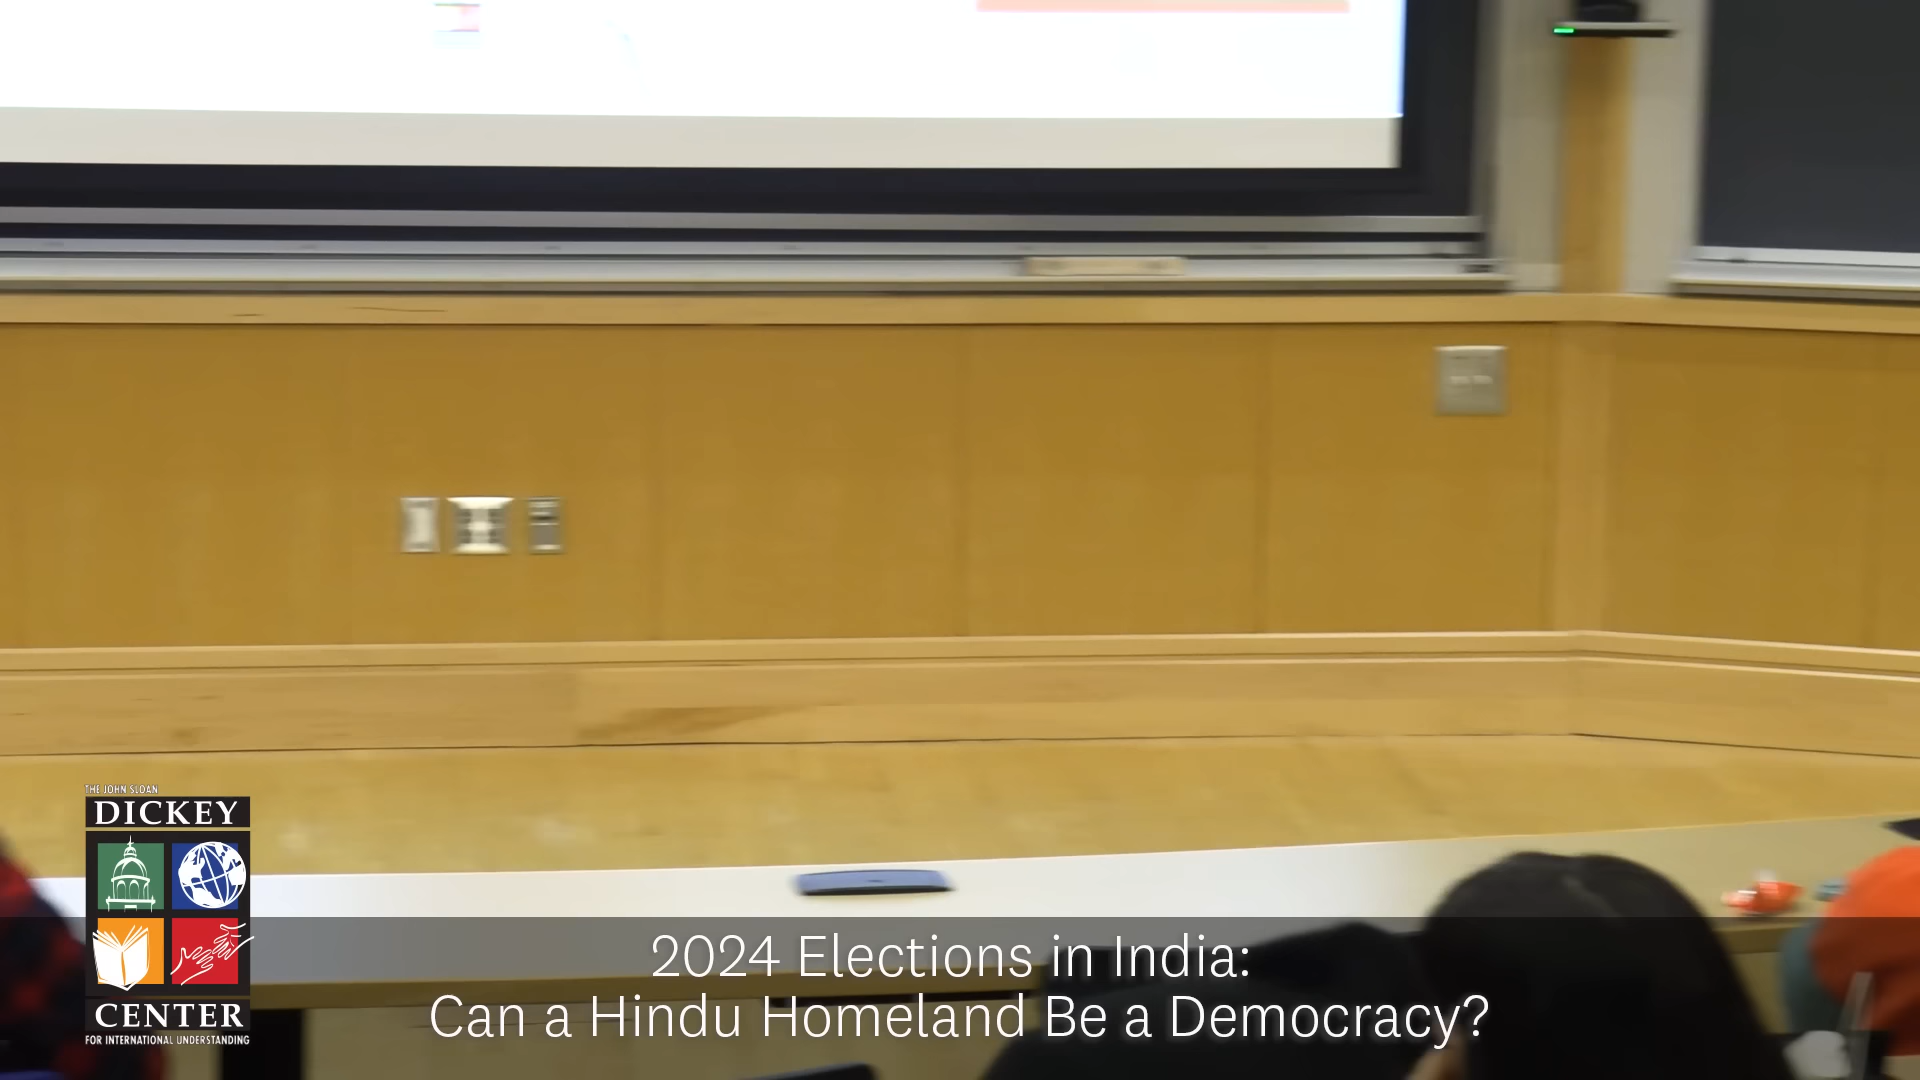 THE JOHN SLOAN
DICKEY
CENTER
FOR INTERNATIONAL UNDERSTANDING
2024 Elections in India:
Can a Hindu Homeland Be a Democracy?